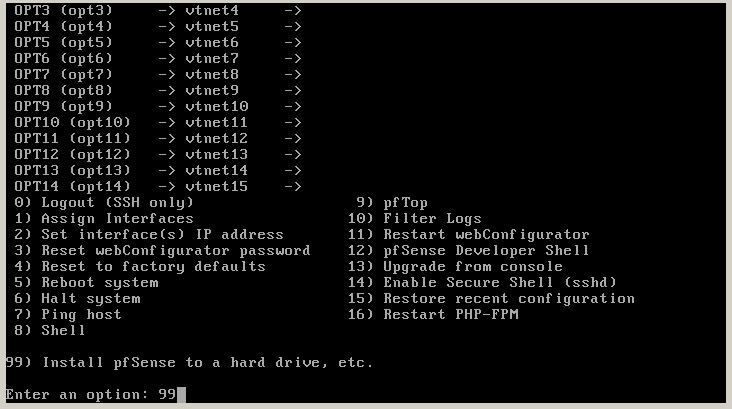 OPT3 (opt3) -> vtnet4 ->
OPT4 (opt4) -> vtnet5 ->
OPT5 (opt5) -> vtnet6 ->
OPT6 (opt6) -> vtnet7 ->
OPT7 (opt7) -> vtnet8 ->
OPT8 (opt8) -> vtnet9 ->
OPT9 (opt9) -> vtnet10 ->
OPT10 (opt10) -> vtnet11 ->
OPT11 (opt11) -> vtnet12 ->
OPT12 (opt12) -> vtnet13 ->
OPT13 (opt13) -> vtnet14 ->
OPT14 (opt14) -> vtnet15 ->
0) Logout (SSH only) 9) pfTop
1) Assign Interfaces 10) Filter Logs
2) Set interface(s) IP address 11) Restart webConfigurator
3) Reset webConfigurator password 12) pfSense Developer Shell
4) Reset to factory defaults 13) Upgrade from console
5) Reboot system 14) Enable Secure Shell (sshd)
6) Halt system 15) Restore recent configuration
7) Ping host 16) Restart PHP-FPM
8) Shell
99) Install pfSense to a hard drive, etc.
Enter an option: 99